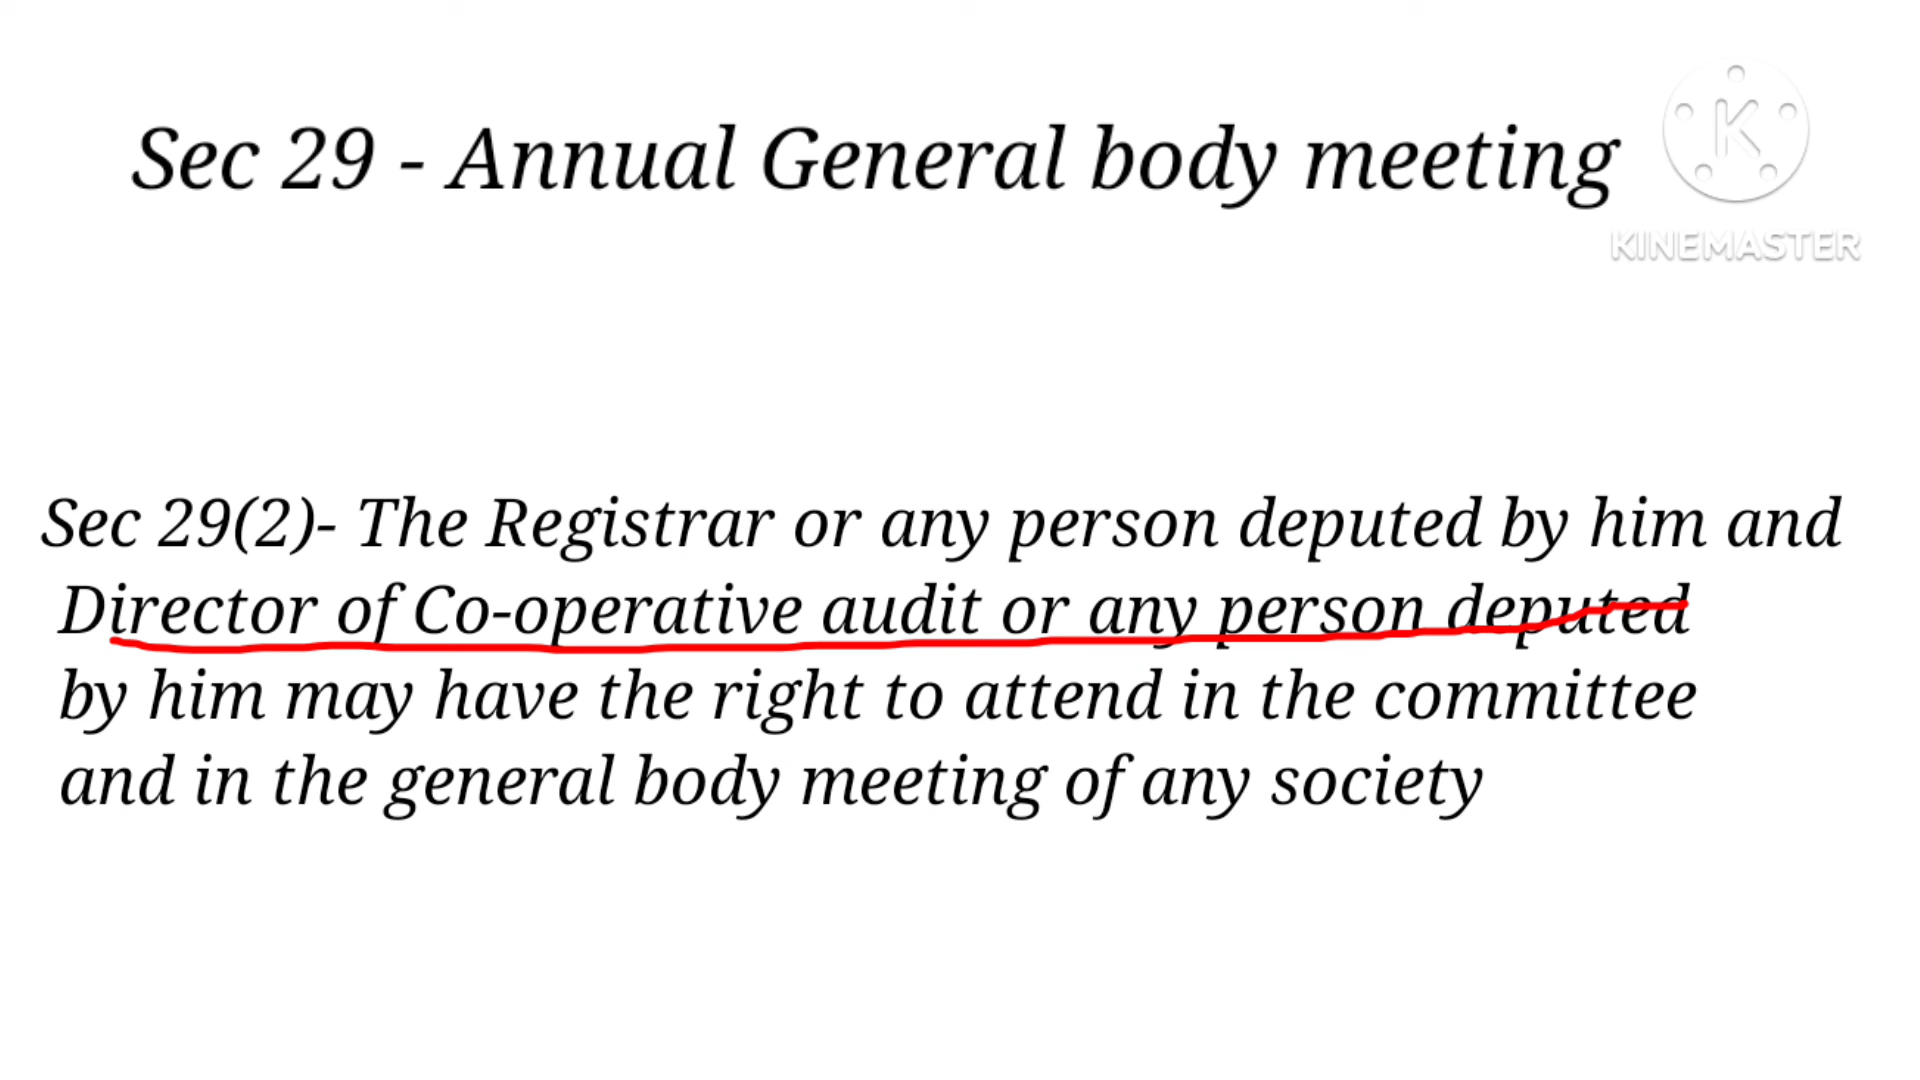 Sec 29 - Annual General body meeting
K
KINEMASTER
Sec 29(2)- The Registrar or any person deputed by him and
Director of Co-operative audit or any person deputed
by him may have the right to attend in the committee
and in the general body meeting of any society